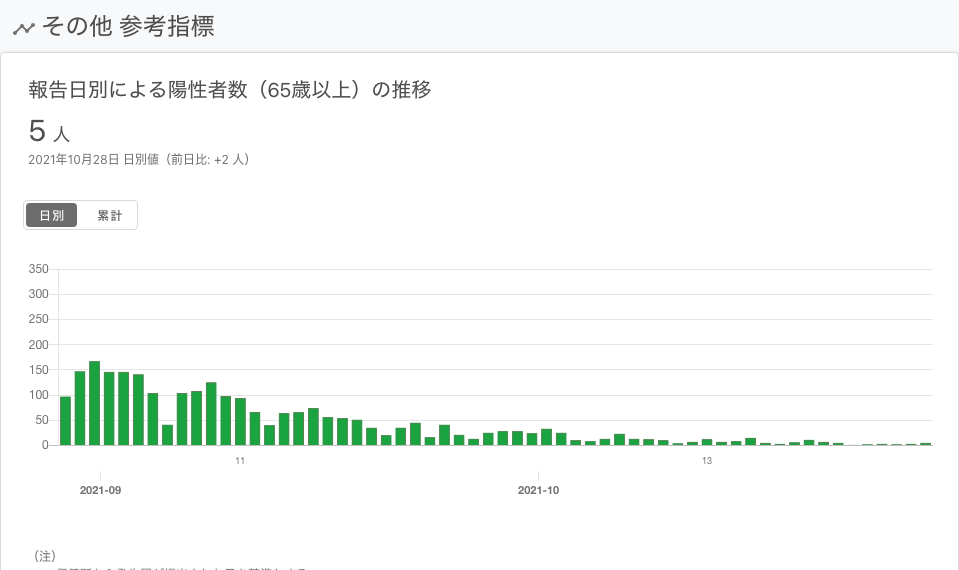 その他 参考指標
報告日別による陽性者数（65歳以上）の推移
5 人
2021年10月28日 日別値（前日比: +2 人）
日別 累計
350
300
250
200
150
100
50
0
11 13
2021-09 2021-10
（注）